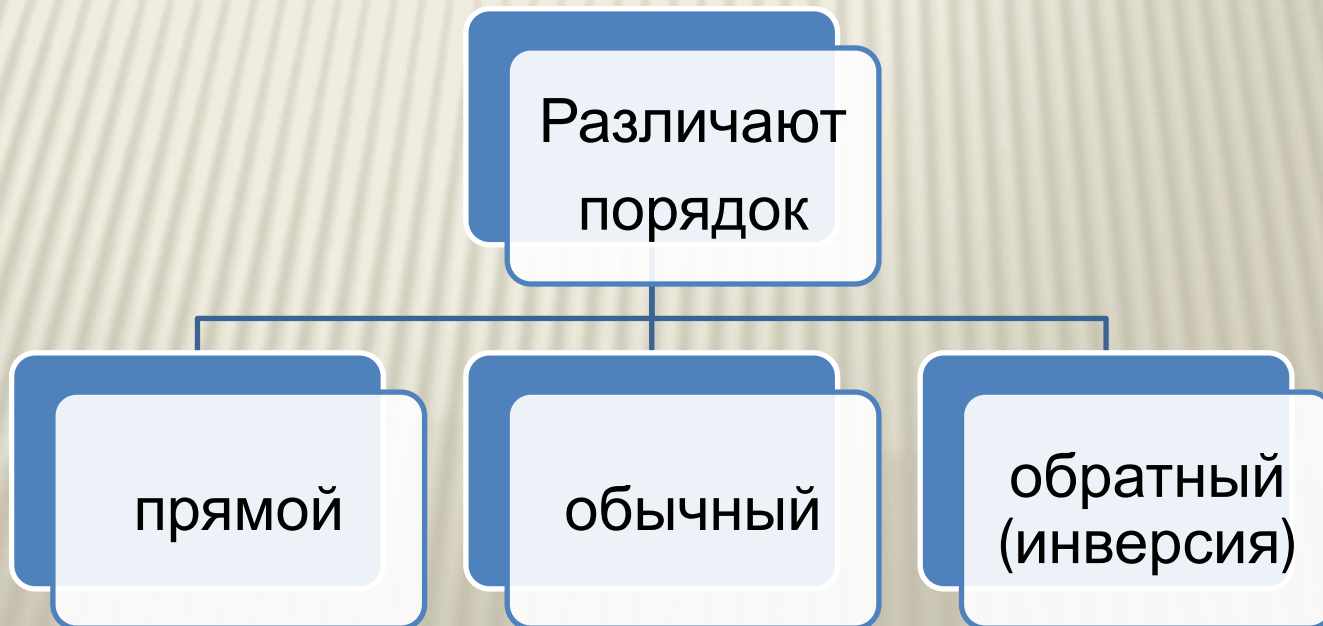 Различают
порядок
прямой
обычный
обратный
(инверсия)